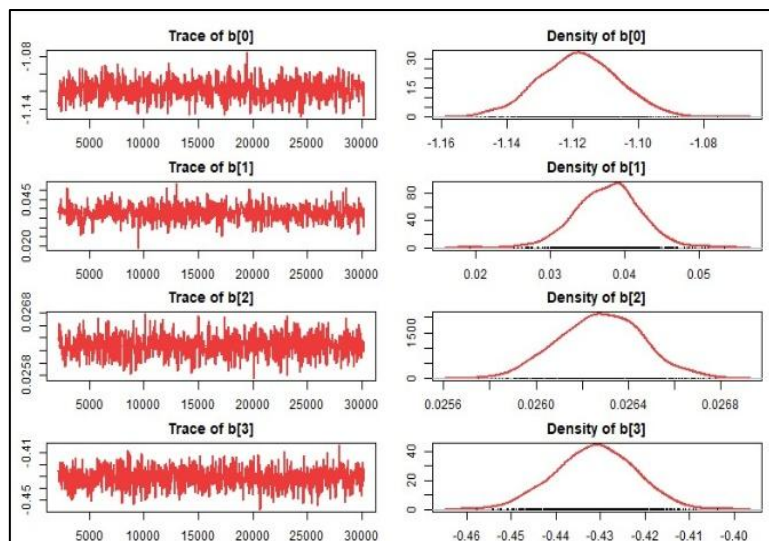 Trace of b[0]
-1.14 -1.08
5000 10000 15000 20000 25000 30000
Density of b[0]
0 15 30
-1.16 -1.14 -1.12 -1.10 -1.08
Trace of b[1]
0.020 0.045
5000 10000 15000 20000 25000 30000
Density of b[1]
0 40 80
0.02 0.03 0.04 0.05
Trace of b[2]
0.0258 0.0268
5000 10000 15000 20000 25000 30000
Density of b[2]
0 1500
0.0256 0.0260 0.0264 0.0268
Trace of b[3]
-0.45 -0.41
5000 10000 15000 20000 25000 30000
Density of b[3]
0 20 40
-0.46 -0.45 -0.44 -0.43 -0.42 -0.41 -0.40